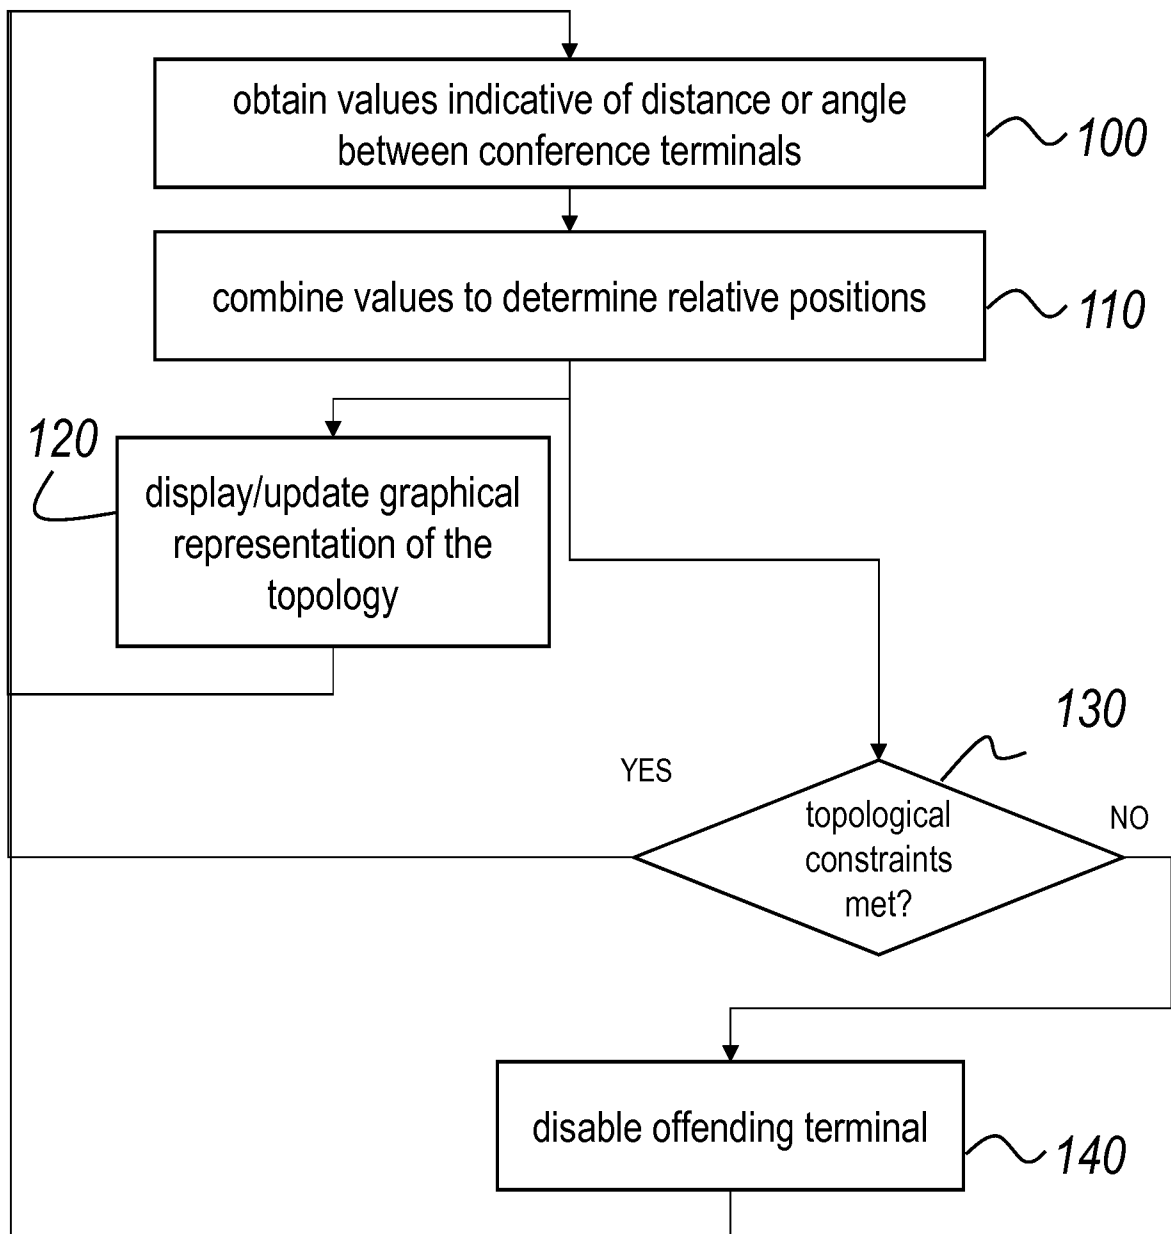 obtain values indicative of distance or angle
between conference terminals
100
combine values to determine relative positions
110
120
display/update graphical
representation of the
topology
130
YES
topological
constraints
met?
NO
disable offending terminal
140